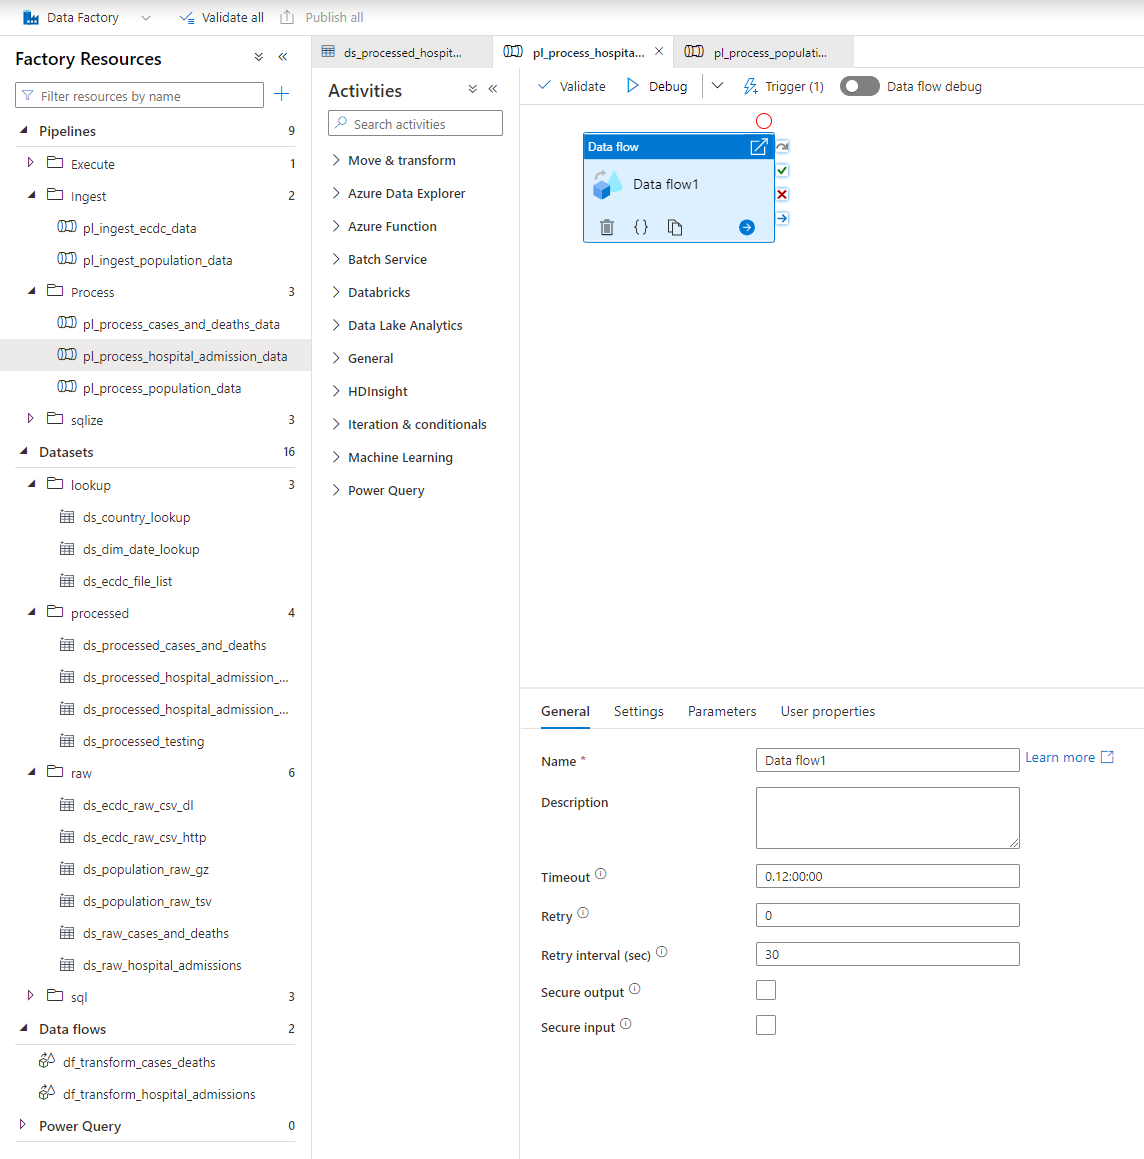 Data Factory
Validate all
Publish all
Factory Resources
Filter resources by name
Pipelines 9
Execute 1
Ingest 2
pl_ingest_ecdc_data
pl_ingest_population_data
Process 3
pl_process_cases_and_deaths_data
pl_process_hospital_admission_data
pl_process_population_data
sqlize 3
Datasets 16
lookup 3
ds_country_lookup
ds_dim_date_lookup
ds_ecdc_file_list
processed 4
ds_processed_cases_and_deaths
ds_processed_hospital_admission_...
ds_processed_hospital_admission_...
ds_processed_testing
raw 6
ds_ecdc_raw_csv_dl
ds_ecdc_raw_csv_http
ds_population_raw_gz
ds_population_raw_tsv
ds_raw_cases_and_deaths
ds_raw_hospital_admissions
sql 3
Data flows 2
df_transform_cases_deaths
df_transform_hospital_admissions
Power Query 0
ds_processed_hospit...
pl_process_hospita...
pl_process_populati...
Activities
Search activities
Move & transform
Azure Data Explorer
Azure Function
Batch Service
Databricks
Data Lake Analytics
General
HDInsight
Iteration & conditionals
Machine Learning
Power Query
Validate
Debug
Trigger (1)
Data flow debug
Data flow
Data flow1
{}
General
Settings
Parameters
User properties
Name * Data flow1 Learn more
Description
Timeout 0.12:00:00
Retry 0
Retry interval (sec) 30
Secure output
Secure input